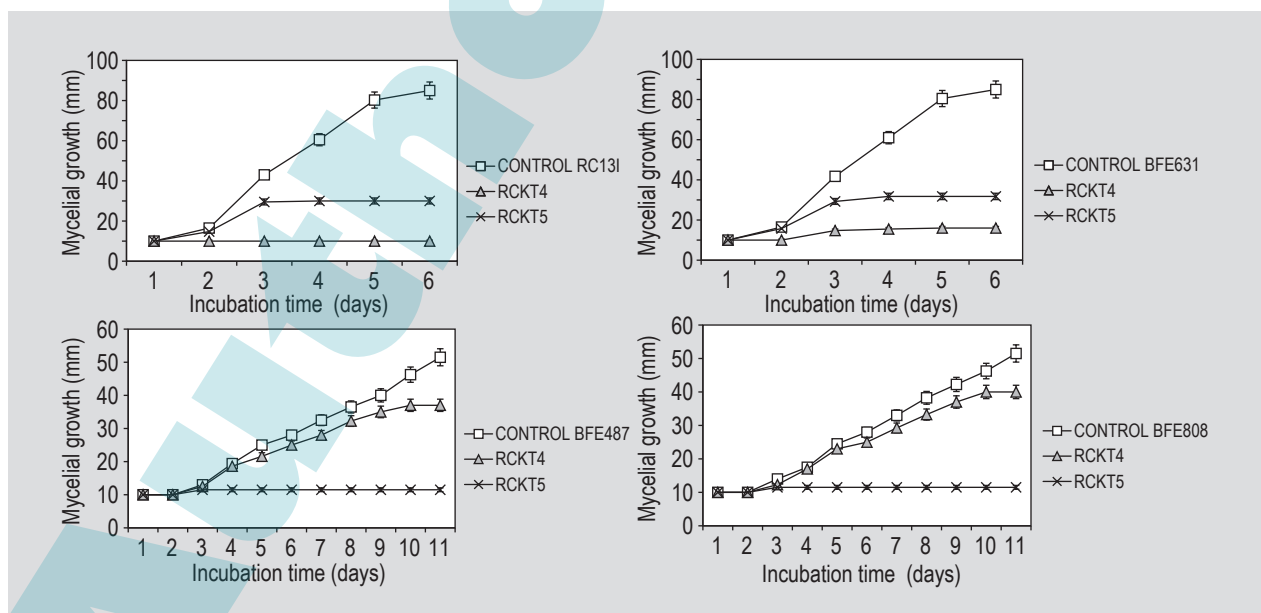 Mycelial growth (mm)
100
80
60
40
20
0
1 2 3 4 5 6
Incubation time (days)
CONTROL RC13I
RCKT4
RCKT5
Mycelial growth (mm)
100
80
60
40
20
0
1 2 3 4 5 6
Incubation time (days)
CONTROL BFE631
RCKT4
RCKT5
Mycelial growth (mm)
60
50
40
30
20
10
0
1 2 3 4 5 6 7 8 9 10 11
Incubation time (days)
CONTROL BFE487
RCKT4
RCKT5
Mycelial growth (mm)
60
50
40
30
20
10
0
1 2 3 4 5 6 7 8 9 10 11
Incubation time (days)
CONTROL BFE808
RCKT4
RCKT5